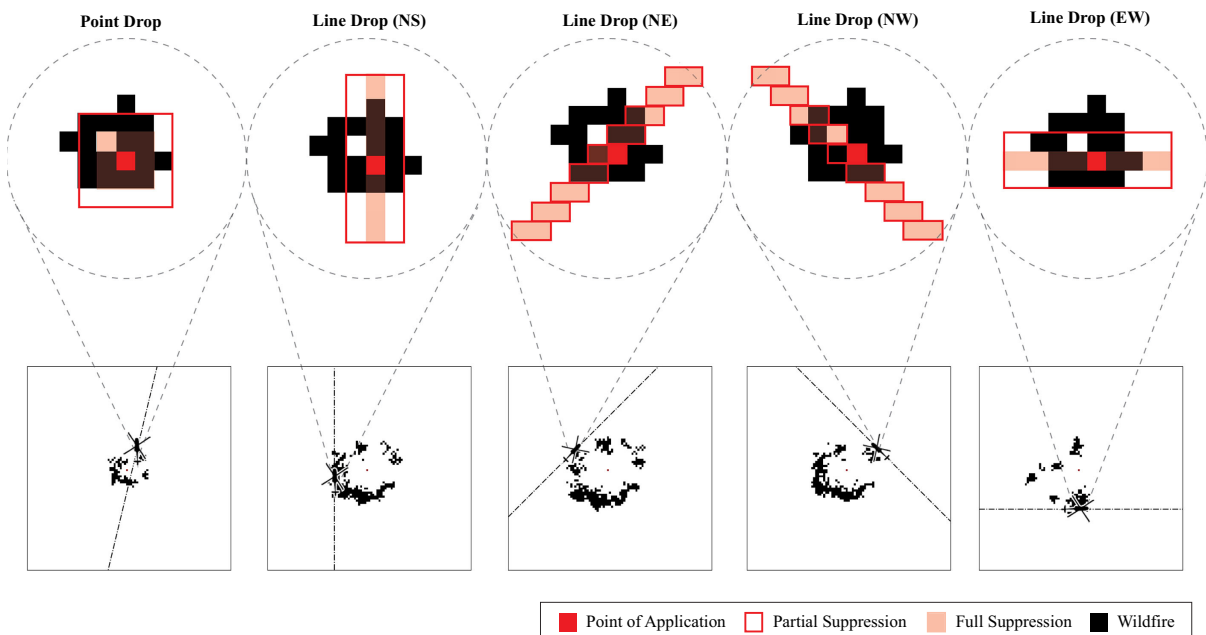 Point Drop
Line Drop (NS)
Line Drop (NE)
Line Drop (NW)
Line Drop (EW)
Point of Application
Partial Suppression
Full Suppression
Wildfire